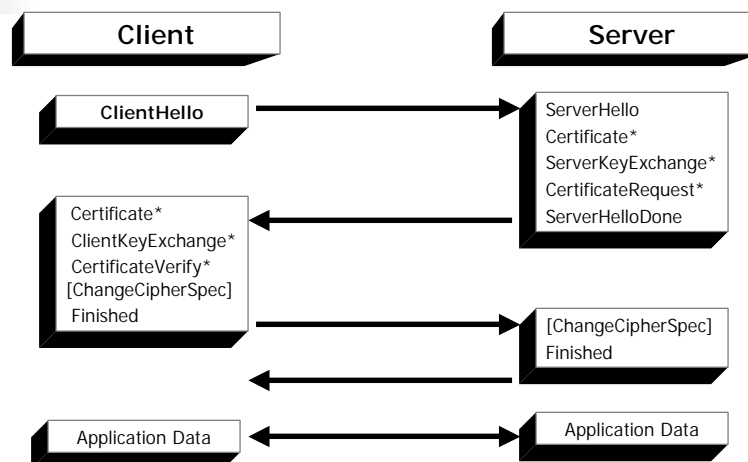 Client
Server
ClientHello
ServerHello
Certificate*
ServerKeyExchange*
CertificateRequest*
ServerHelloDone
Certificate*
ClientKeyExchange*
CertificateVerify*
[ChangeCipherSpec]
Finished
[ChangeCipherSpec]
Finished
Application Data
Application Data